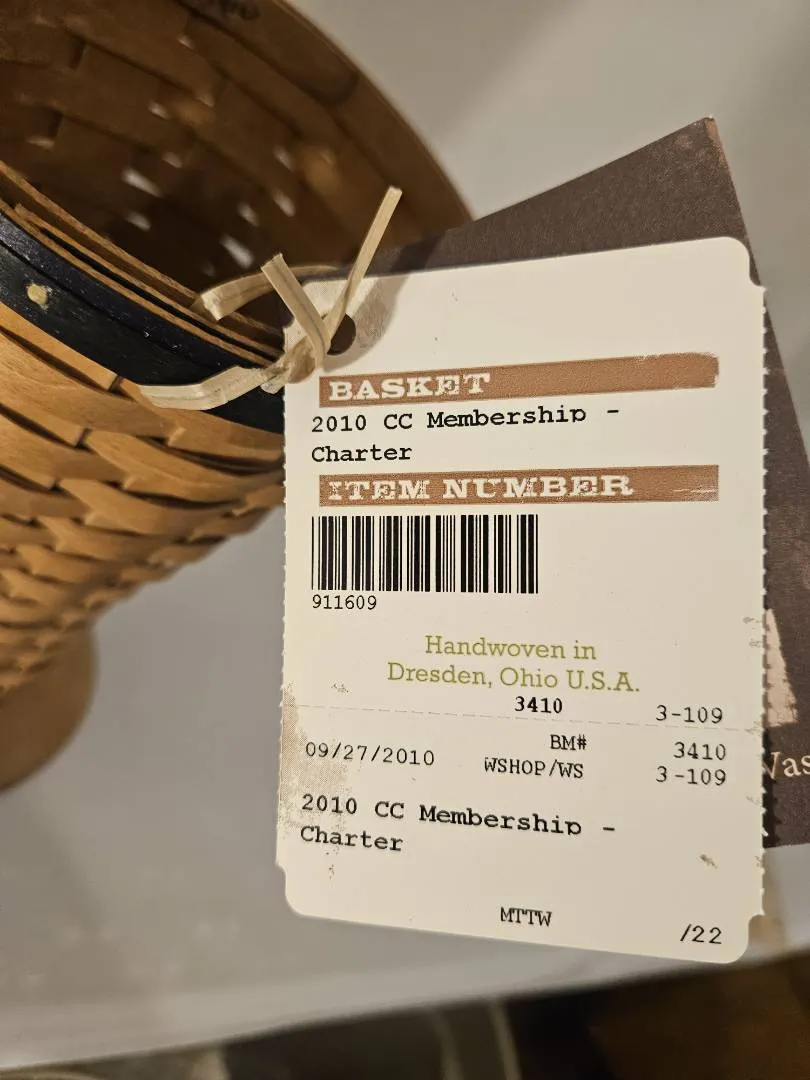 BASKET
2010 CC Membership -
Charter
ITEM NUMBER
911609
Handwoven in
Dresden, Ohio U.S.A.
3410 3-109
BM# 3410
09/27/2010 WSHOP/WS 3-109
2010 CC Membership -
Charter
MTTW /22